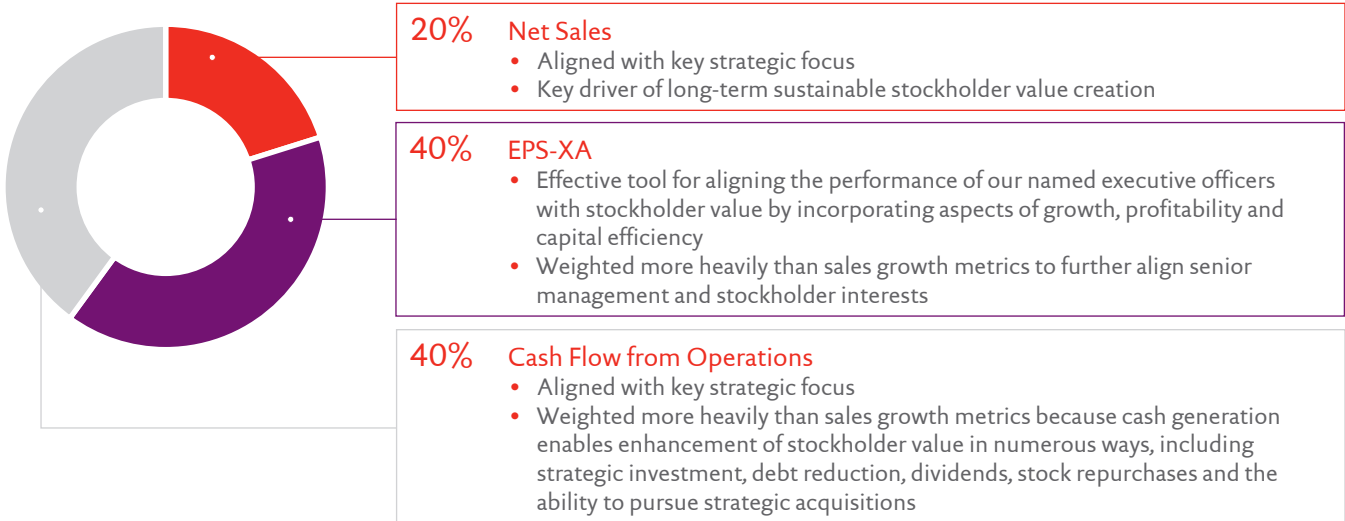 20% Net Sales
• Aligned with key strategic focus
• Key driver of long-term sustainable stockholder value creation
40% EPS-XA
• Effective tool for aligning the performance of our named executive officers
with stockholder value by incorporating aspects of growth, profitability and
capital efficiency
• Weighted more heavily than sales growth metrics to further align senior
management and stockholder interests
40% Cash Flow from Operations
• Aligned with key strategic focus
• Weighted more heavily than sales growth metrics because cash generation
enables enhancement of stockholder value in numerous ways, including
strategic investment, debt reduction, dividends, stock repurchases and the
ability to pursue strategic acquisitions